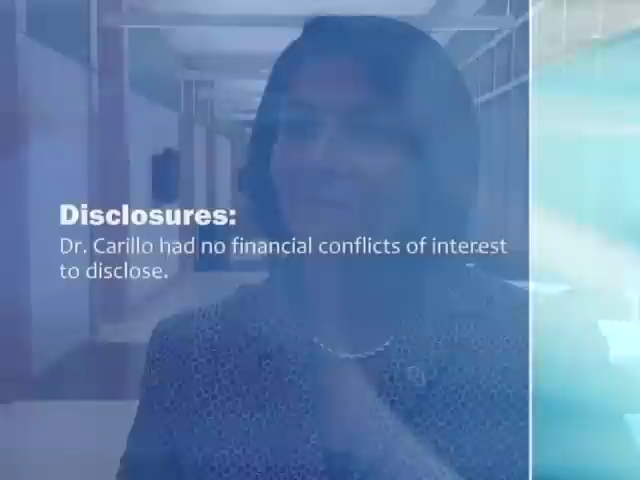 Disclosures:
Dr. Carillo had no financial conflicts of interest
to disclose.